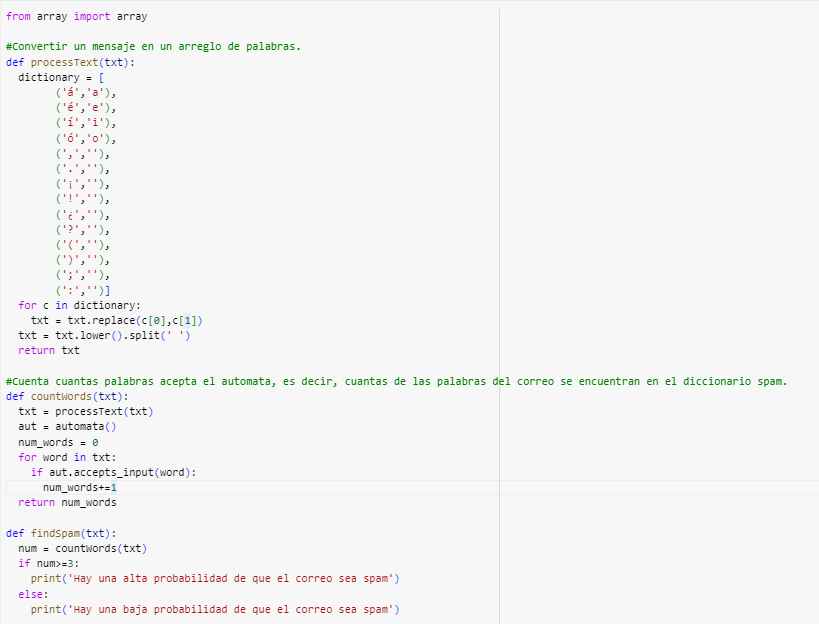 from array import array

#Convertir un mensaje en un arreglo de palabras.
def processText(txt):
  dictionary = [
        ('á','a'),
        ('é','e'),
        ('í','i'),
        ('ó','o'),
        (',',''),
        ('.',''),
        ('¡',''),
        ('!',''),
        ('¿',''),
        ('?',''),
        ('(',''),
        (')',''),
        (';',''),
        (':','')]
  for c in dictionary:
    txt = txt.replace(c[0],c[1])
  txt = txt.lower().split(' ')
  return txt

#Cuenta cuantas palabras acepta el automata, es decir, cuantas de las palabras del correo se encuentran en el diccionario spam.
def countWords(txt):
  txt = processText(txt)
  aut = automata()
  num_words = 0
  for word in txt:
    if aut.accepts_input(word):
      num_words+=1
  return num_words

def findSpam(txt):
  num = countWords(txt)
  if num>=3:
    print('Hay una alta probabilidad de que el correo sea spam')
  else:
    print('Hay una baja probabilidad de que el correo sea spam')